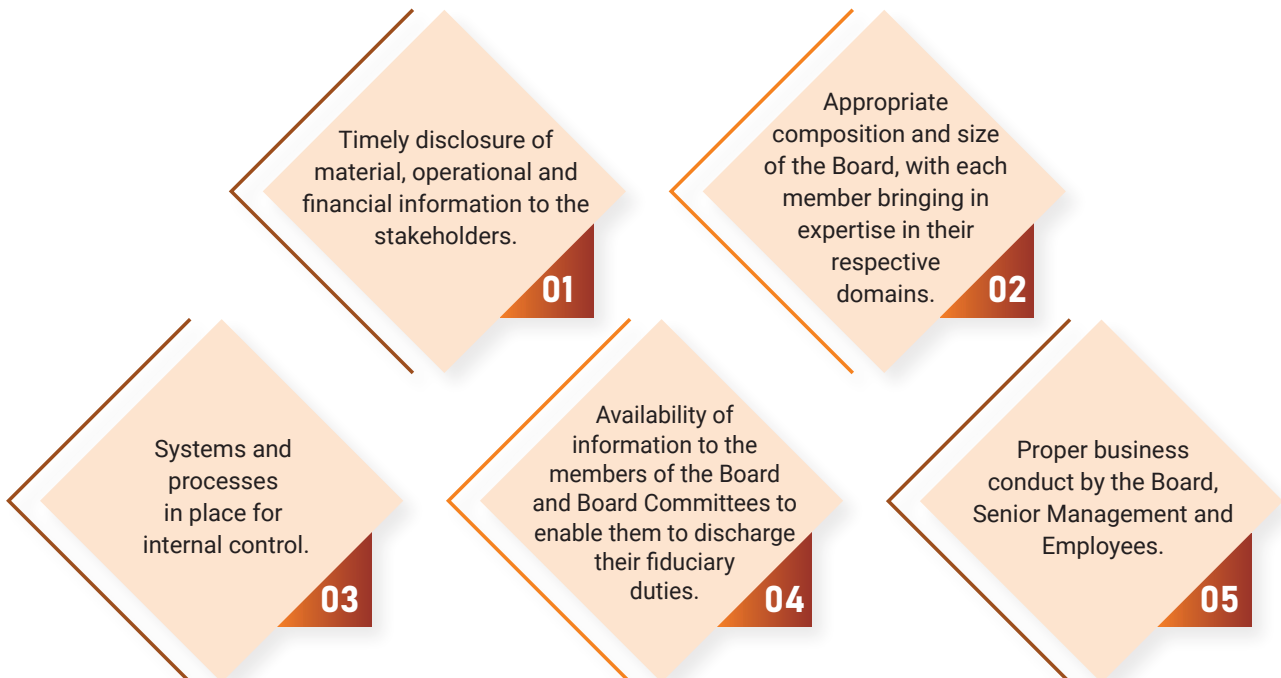 Timely disclosure of
material, operational and
financial information to the
stakeholders.
01
Appropriate
composition and size
of the Board, with each
member bringing in
expertise in their
respective
domains.
02
Systems and
processes
in place for
internal control.
03
Availability of
information to the
members of the Board
and Board Committees to
enable them to discharge
their fiduciary
duties.
04
Proper business
conduct by the Board,
Senior Management and
Employees.
05